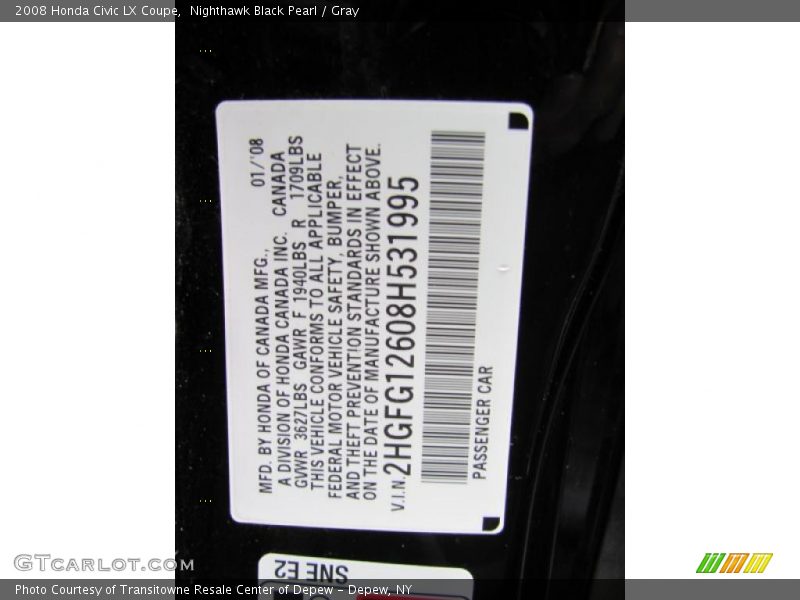 2008 Honda Civic LX Coupe,  Nighthawk Black Pearl / Gray
MFD. BY HONDA OF CANADA MFG., 01/'08
A DIVISION OF HONDA CANADA INC. CANADA
GVWR 3627LBS GAWR F 1940LBS R 1709LBS
THIS VEHICLE CONFORMS TO ALL APPLICABLE
FEDERAL MOTOR VEHICLE SAFETY, BUMPER,
AND THEFT PREVENTION STANDARDS IN EFFECT
ON THE DATE OF MANUFACTURE SHOWN ABOVE.
V.I.N. 2HGFG12608H531995
PASSENGER CAR
SNE E2
GTCarlot.com
Photo Courtesy of Transitowne Resale Center of Depew – Depew, NY